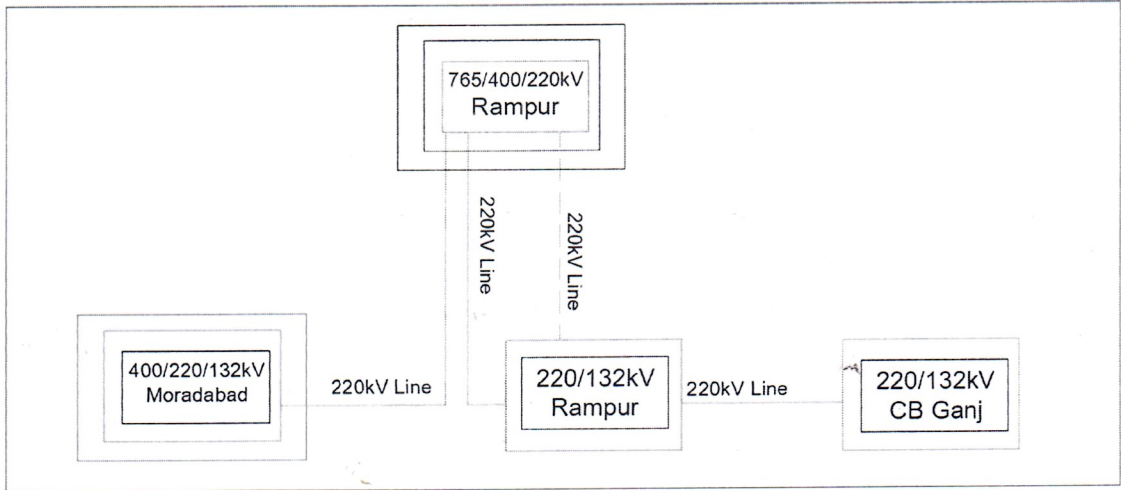 765/400/220kV
Rampur
220kV Line
220kV Line
400/220/132kV
Moradabad
220kV Line
220/132kV
Rampur
220kV Line
220/132kV
CB Ganj